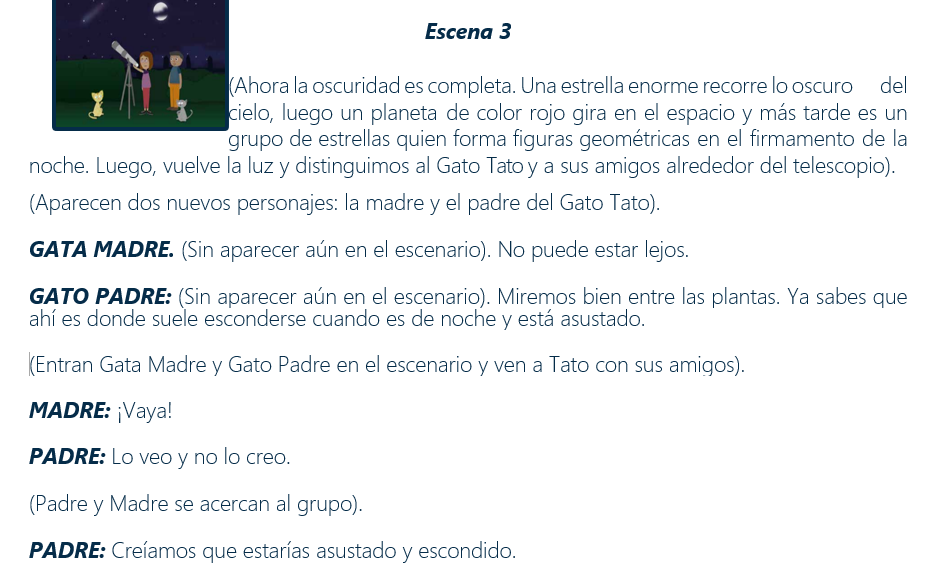 Escena 3
(Ahora la oscuridad es completa. Una estrella enorme recorre lo oscuro del
cielo, luego un planeta de color rojo gira en el espacio y más tarde es un
grupo de estrellas quien forma figuras geométricas en el firmamento de la
noche. Luego, vuelve la luz y distinguimos al Gato Tato y a sus amigos alrededor del telescopio).
(Aparecen dos nuevos personajes: la madre y el padre del Gato Tato).
GATA MADRE. (Sin aparecer aún en el escenario). No puede estar lejos.
GATO PADRE: (Sin aparecer aún en el escenario). Miremos bien entre las plantas. Ya sabes que
ahí es donde suele esconderse cuando es de noche y está asustado.
(Entran Gata Madre y Gato Padre en el escenario y ven a Tato con sus amigos).
MADRE: ¡Vaya!
PADRE: Lo veo y no lo creo.
(Padre y Madre se acercan al grupo).
PADRE: Creíamos que estarías asustado y escondido.